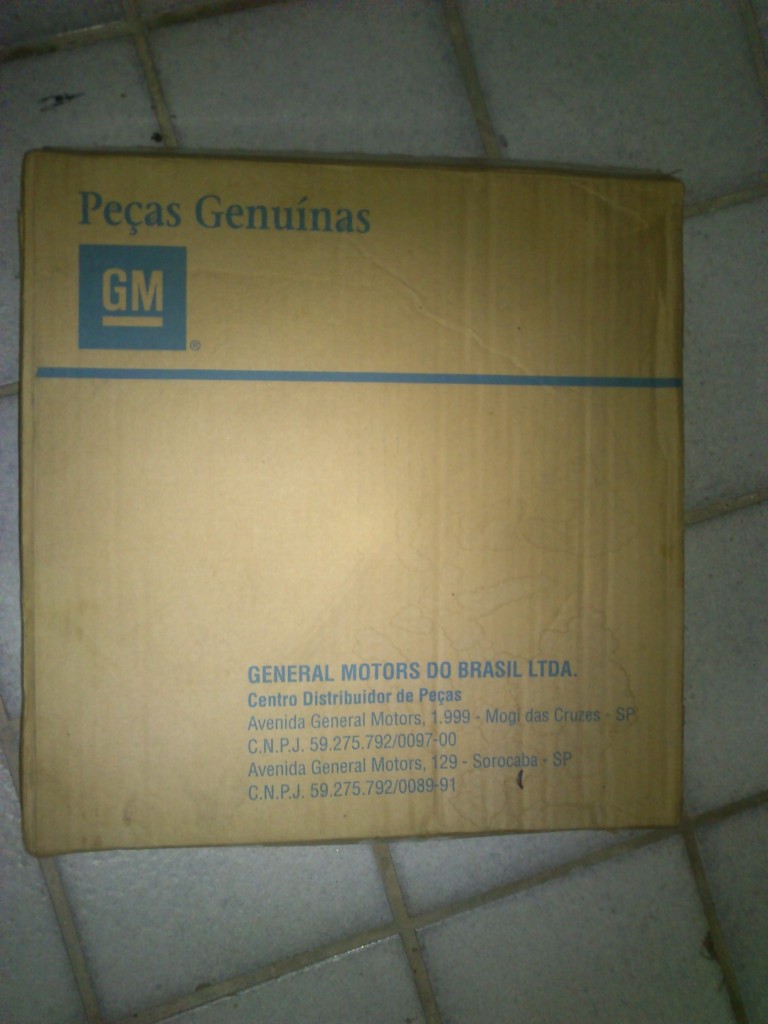 Peças Genuínas
GM
®
GENERAL MOTORS DO BRASIL LTDA.
Centro Distribuidor de Peças
Avenida General Motors, 1.999 - Mogi das Cruzes - SP
C.N.P.J. 59.275.792/0097-00
Avenida General Motors, 129 - Sorocaba - SP
C.N.P.J. 59.275.792/0089-91